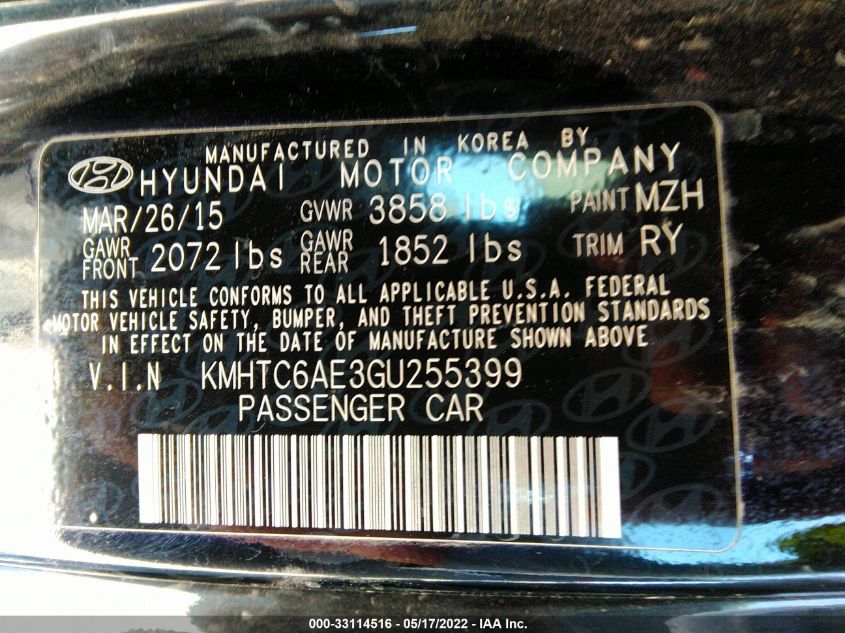 MANUFACTURED IN KOREA BY
HYUNDAI MOTOR COMPANY
MAR/26/15 GVWR 3858 lbs PAINT MZH
GAWR FRONT 2072 lbs GAWR REAR 1852 lbs TRIM RY
THIS VEHICLE CONFORMS TO ALL APPLICABLE U.S.A. FEDERAL
MOTOR VEHICLE SAFETY, BUMPER, AND THEFT PREVENTION STANDARDS
IN EFFECT ON THE DATE OF MANUFACTURE SHOWN ABOVE
V.I.N KMHTC6AE3GU255399
PASSENGER CAR
000-33114516 - 05/17/2022 - IAA Inc.